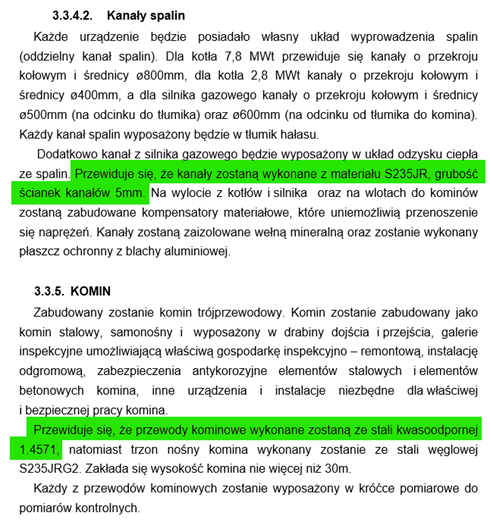 3.3.4.2. Kanały spalin
Każde urządzenie będzie posiadało własny układ wyprowadzenia spalin
(oddzielny kanał spalin). Dla kotła 7,8 MWt przewiduje się kanały o przekroju
kołowym i średnicy ø800mm, dla kotła 2,8 MWt kanały o przekroju kołowym i
średnicy ø400mm, a dla silnika gazowego kanały o przekroju kołowym i średnicy
ø500mm (na odcinku do tłumika) oraz ø600mm (na odcinku od tłumika do komina).
Każdy kanał spalin wyposażony będzie w tłumik hałasu.
Dodatkowo kanał z silnika gazowego będzie wyposażony w układ odzysku ciepła
ze spalin. Przewiduje się, że kanały zostaną wykonane z materiału S235JR, grubość
ścianek kanałów 5mm. Na wylocie z kotłów i silnika oraz na wlotach do kominów
zostaną zabudowane kompensatory materiałowe, które uniemożliwią przenoszenie
się naprężeń. Kanały zostaną zaizolowane wełną mineralną oraz zostanie wykonany
płaszcz ochronny z blachy aluminiowej.
3.3.5. KOMIN
Zabudowany zostanie komin trójprzewodowy. Komin zostanie zabudowany jako
komin stalowy, samonośny i wyposażony w drabiny dojścia i przejścia, galerie
inspekcyjne umożliwiającą właściwą gospodarkę inspekcyjno – remontową, instalację
odgromową, zabezpieczenia antykorozyjne elementów stalowych i elementów
betonowych komina, inne urządzenia i instalacje niezbędne dla właściwej
i bezpiecznej pracy komina.
Przewiduje się, że przewody kominowe wykonane zostaną ze stali kwasoodpornej
1.4571, natomiast trzon nośny komina wykonany zostanie ze stali węglowej
S235JRG2. Zakłada się wysokość komina nie więcej niż 30m.
Każdy z przewodów kominowych zostanie wyposażony w króćce pomiarowe do
pomiarów kontrolnych.